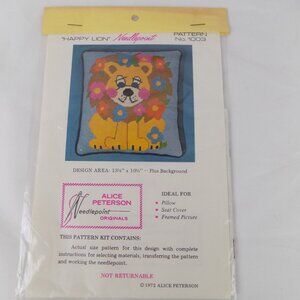 "HAPPY LION" Needlepoint PATTERN No. 1003
DESIGN AREA: 13¼" x 10½" — Plus Background
ALICE PETERSON
Needlepoint
ORIGINALS
IDEAL FOR
• Pillow
• Seat Cover
• Framed Picture
THIS PATTERN KIT CONTAINS:
Actual size pattern for this design with complete
instructions for selecting materials, transferring the pattern
and working the needlepoint.
NOT RETURNABLE
© 1972 ALICE PETERSON